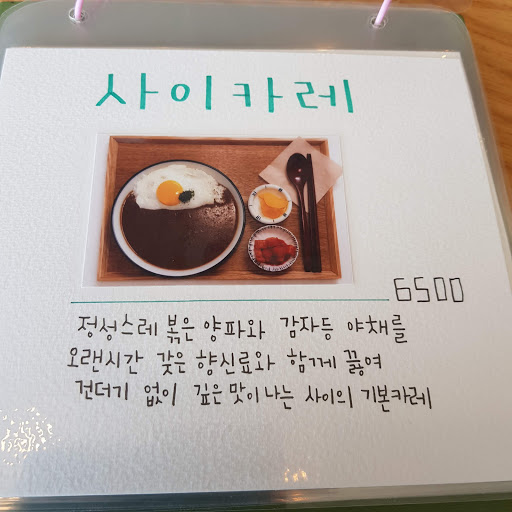 사이카레
6500
정성스레 볶은 양파와 감자등 야채를
오랜시간 갖은 향신료와 함께 끓여
건더기 없이 깊은 맛이나는 사이의 기본카레